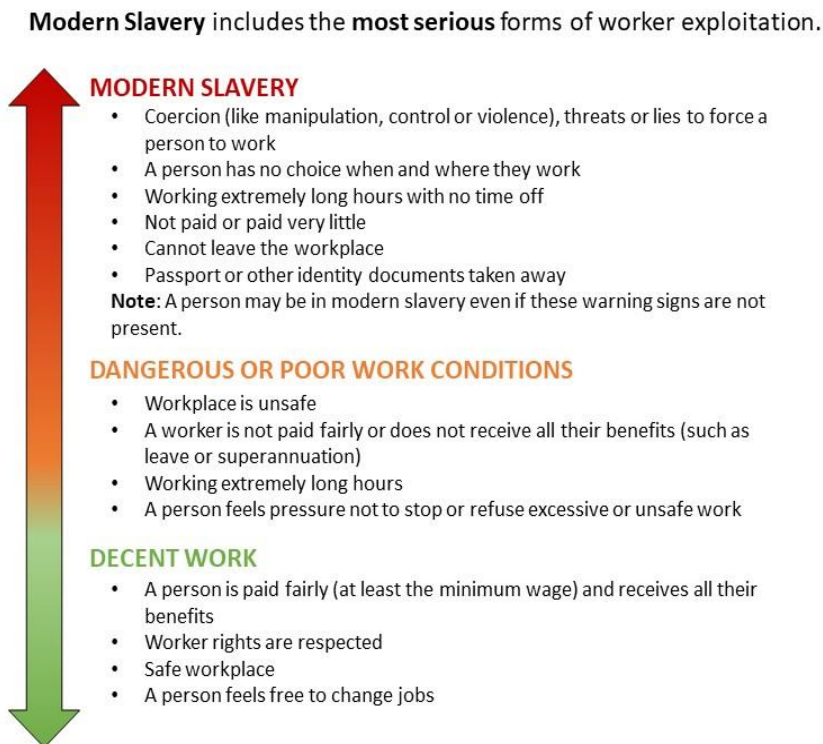 Modern Slavery includes the most serious forms of worker exploitation.
MODERN SLAVERY
• Coercion (like manipulation, control or violence), threats or lies to force a
person to work
• A person has no choice when and where they work
• Working extremely long hours with no time off
• Not paid or paid very little
• Cannot leave the workplace
• Passport or other identity documents taken away
Note: A person may be in modern slavery even if these warning signs are not
present.
DANGEROUS OR POOR WORK CONDITIONS
• Workplace is unsafe
• A worker is not paid fairly or does not receive all their benefits (such as
leave or superannuation)
• Working extremely long hours
• A person feels pressure not to stop or refuse excessive or unsafe work
DECENT WORK
• A person is paid fairly (at least the minimum wage) and receives all their
benefits
• Worker rights are respected
• Safe workplace
• A person feels free to change jobs